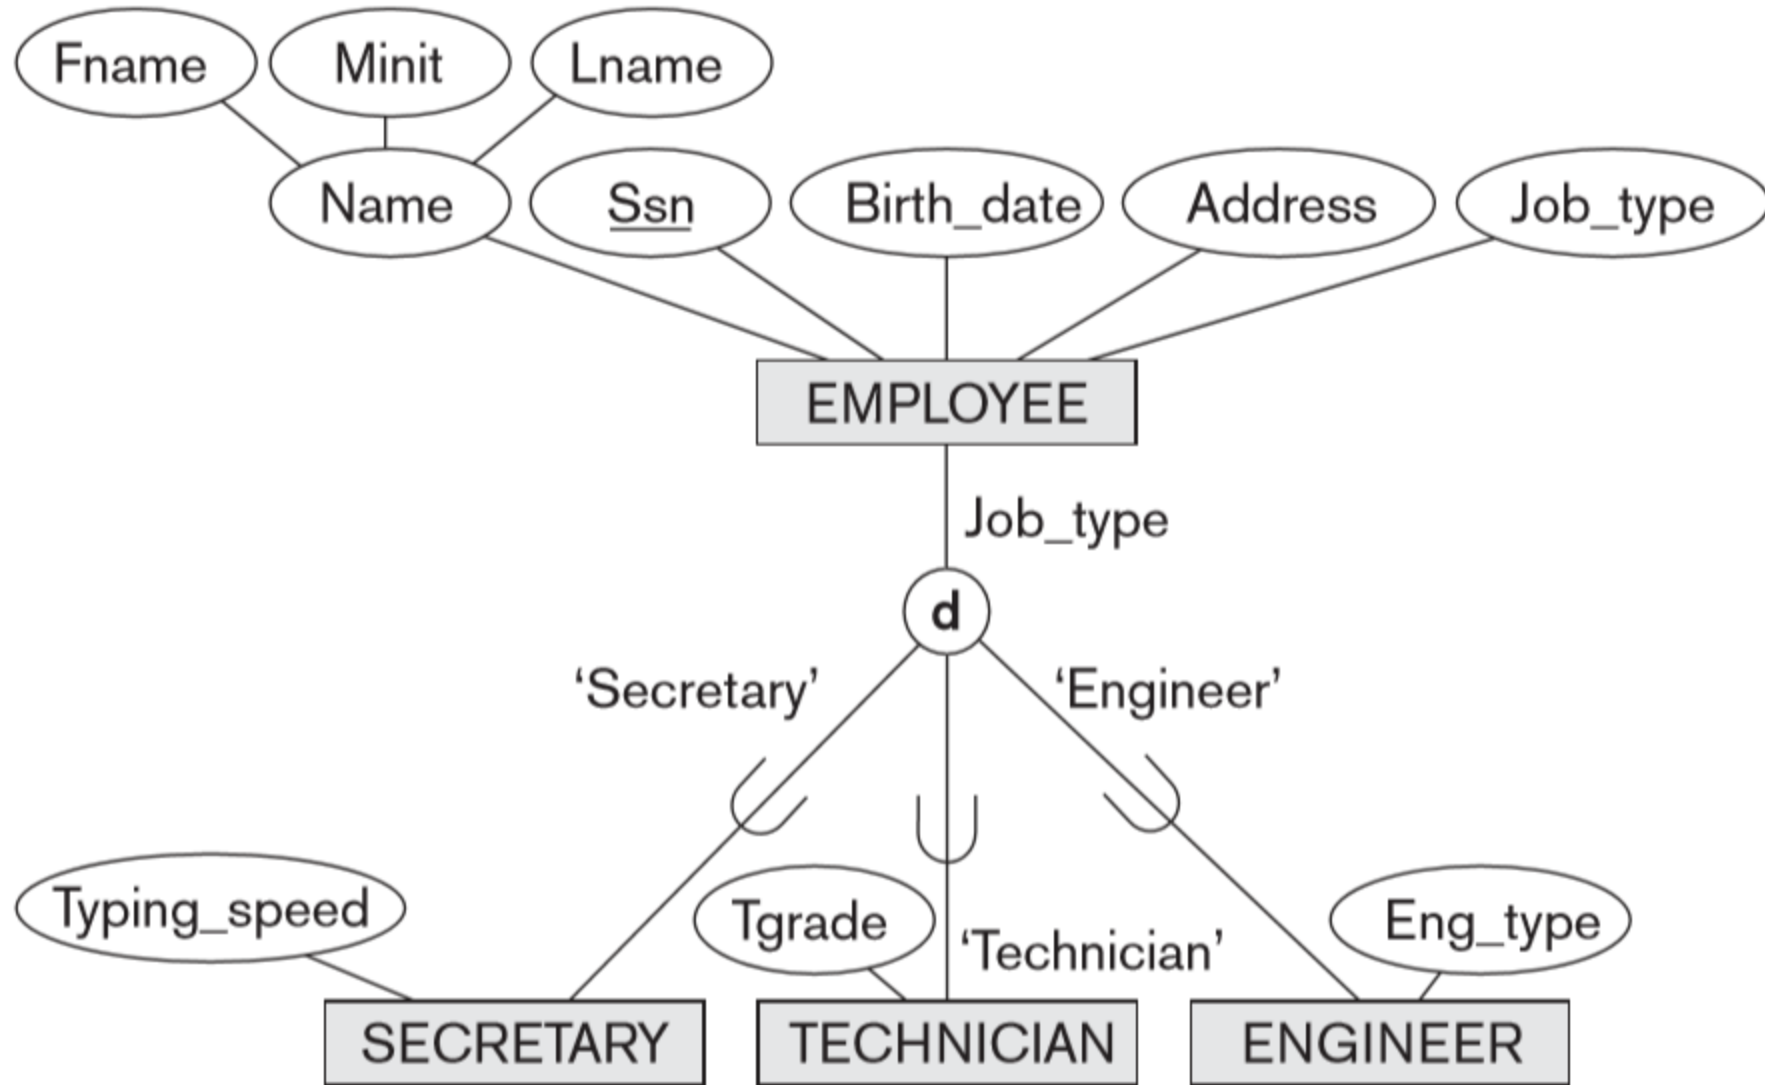 Fname Minit Lname
Name Ssn Birth_date Address Job_type
EMPLOYEE
Job_type
d
‘Secretary’ ‘Engineer’
Typing_speed Tgrade Eng_type
‘Technician’
SECRETARY TECHNICIAN ENGINEER